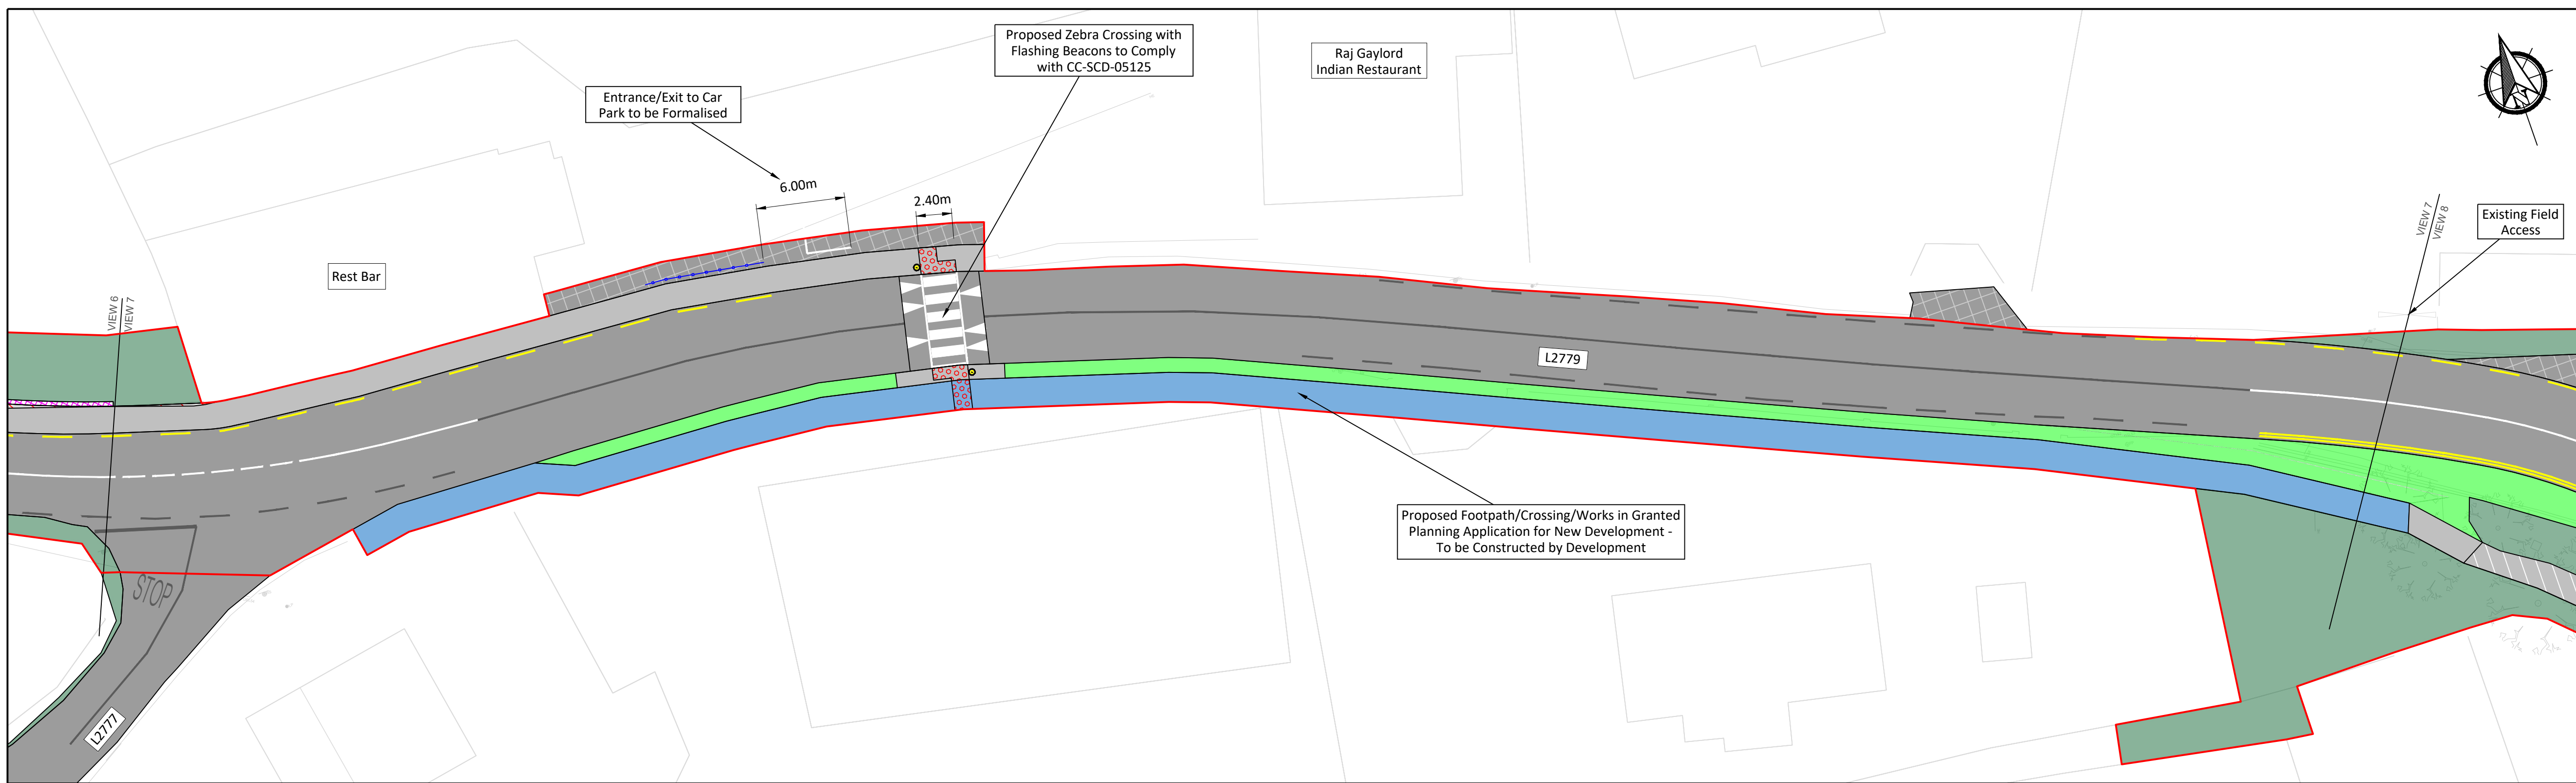 Proposed Zebra Crossing with
Flashing Beacons to Comply
with CC-SCD-05125
Raj Gaylord
Indian Restaurant
Entrance/Exit to Car
Park to be Formalised
6.00m
2.40m
Existing Field
Access
VIEW 7
VIEW 8
Rest Bar
VIEW 6
VIEW 7
L2779
N
Proposed Footpath/Crossing/Works in Granted
Planning Application for New Development -
To be Constructed by Development
STOP
L2777